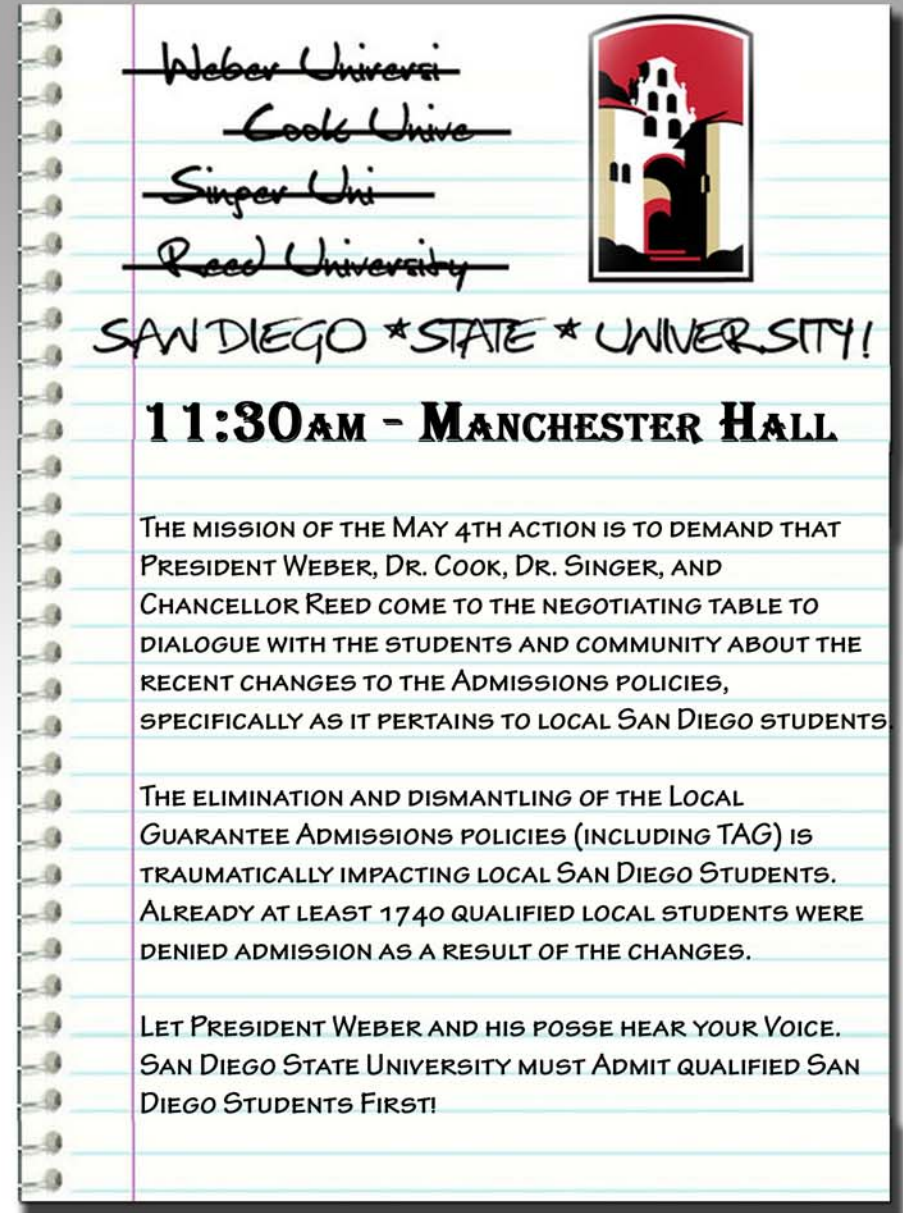 Weber Universi
Cook Unive
Singer Uni
Reed University
SAN DIEGO *STATE * UNIVERSITY!
11:30AM - MANCHESTER HALL
THE MISSION OF THE MAY 4TH ACTION IS TO DEMAND THAT
PRESIDENT WEBER, DR. COOK, DR. SINGER, AND
CHANCELLOR REED COME TO THE NEGOTIATING TABLE TO
DIALOGUE WITH THE STUDENTS AND COMMUNITY ABOUT THE
RECENT CHANGES TO THE ADMISSIONS POLICIES,
SPECIFICALLY AS IT PERTAINS TO LOCAL SAN DIEGO STUDENTS.
THE ELIMINATION AND DISMANTLING OF THE LOCAL
GUARANTEE ADMISSIONS POLICIES (INCLUDING TAG) IS
TRAUMATICALLY IMPACTING LOCAL SAN DIEGO STUDENTS.
ALREADY AT LEAST 1740 QUALIFIED LOCAL STUDENTS WERE
DENIED ADMISSION AS A RESULT OF THE CHANGES.
LET PRESIDENT WEBER AND HIS POSSE HEAR YOUR VOICE.
SAN DIEGO STATE UNIVERSITY MUST ADMIT QUALIFIED SAN
DIEGO STUDENTS FIRST!